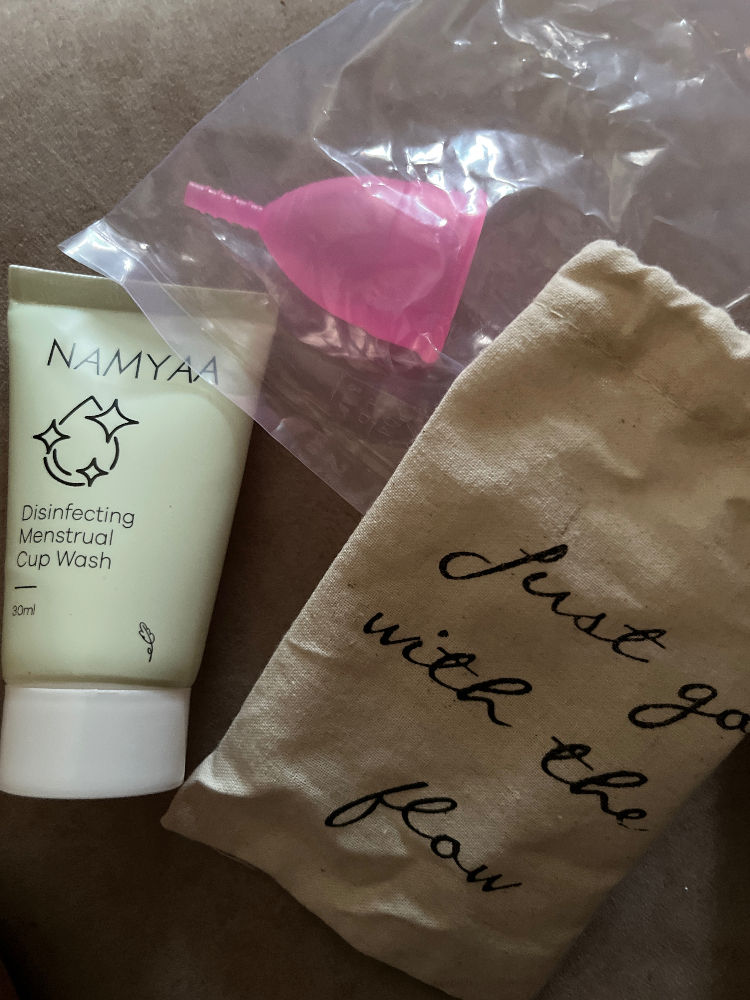 NAMYAA
Disinfecting
Menstrual
Cup Wash
30ml
Just go
with the
flow